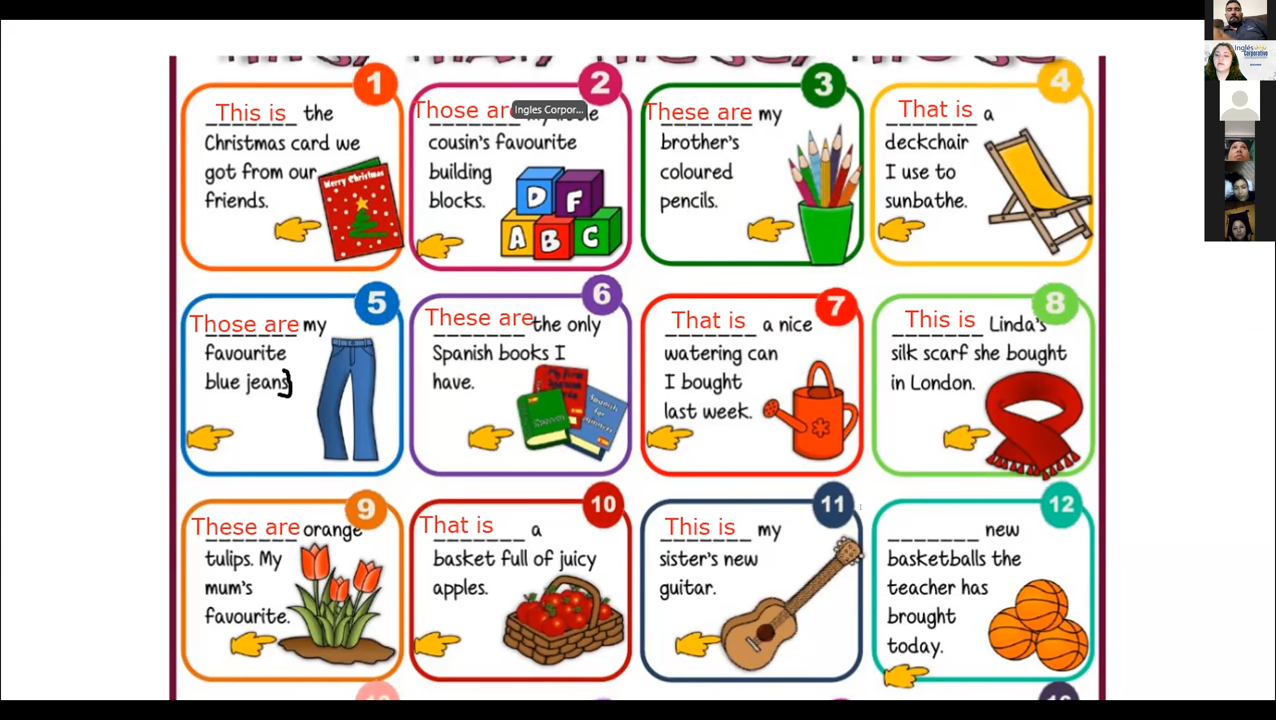 1
This is the
Christmas card we
got from our
friends.
Merry Christmas
2
Those are
Ingles Corpor...
cousin's favourite
building
blocks.
D F
A B C
3
These are my
brother's
coloured
pencils.
4
That is a
deckchair
I use to
sunbathe.
5
Those are my
favourite
blue jeans
6
These are the only
Spanish books I
have.
7
That is a nice
watering can
I bought
last week.
8
This is Linda's
silk scarf she bought
in London.
9
These are orange
tulips. My
mum's
favourite.
10
That is a
basket full of juicy
apples.
11
This is my
sister's new
guitar.
12
_______ new
basketballs the
teacher has
brought
today.
Inglés
Corporativo